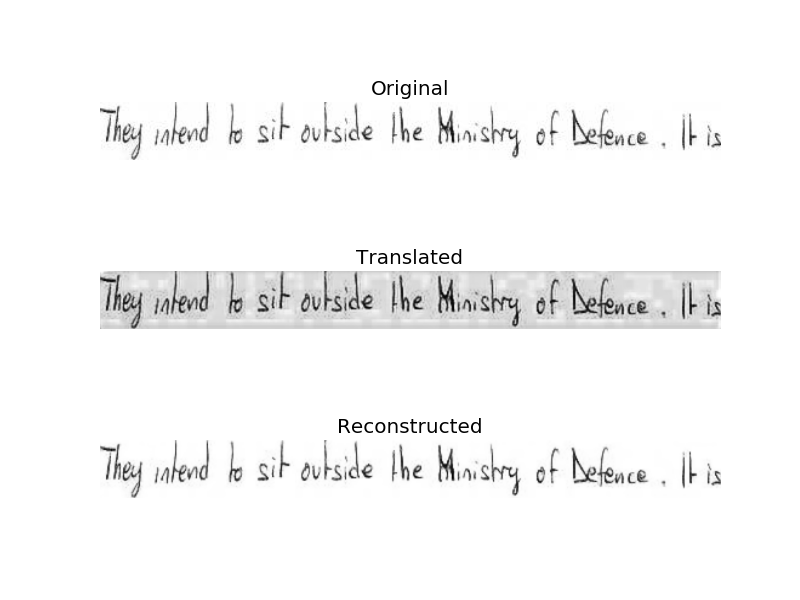 Original
They intend to sit outside the Ministry of Defence. It is
Translated
They intend to sit outside the Ministry of Defence. It is
Reconstructed
They intend to sit outside the Ministry of Defence. It is